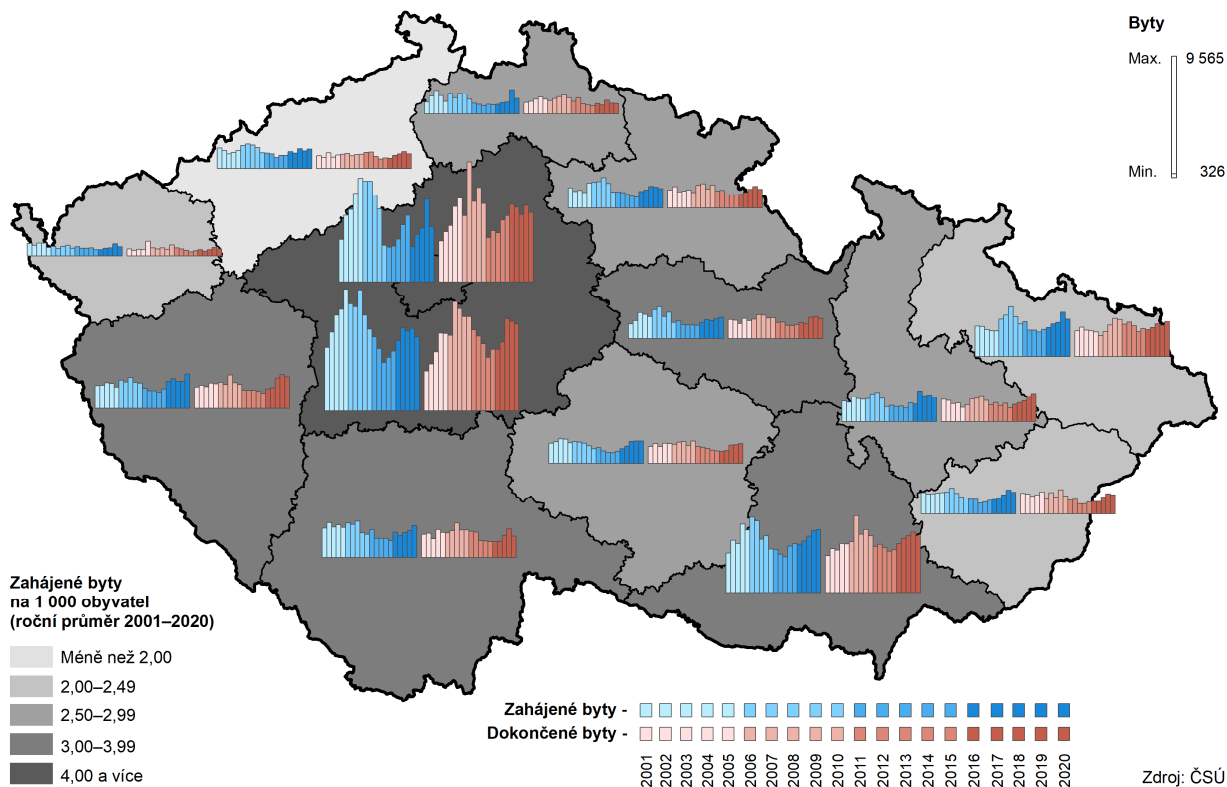 Byty
Max. 9 565
Min. 326
Zahájené byty
na 1 000 obyvatel
(roční průměr 2001–2020)
Méně než 2,00
2,00–2,49
2,50–2,99
3,00–3,99
4,00 a více
Zahájené byty -
Dokončené byty -
2001 2002 2003 2004 2005 2006 2007 2008 2009 2010 2011 2012 2013 2014 2015 2016 2017 2018 2019 2020
Zdroj: ČSÚ